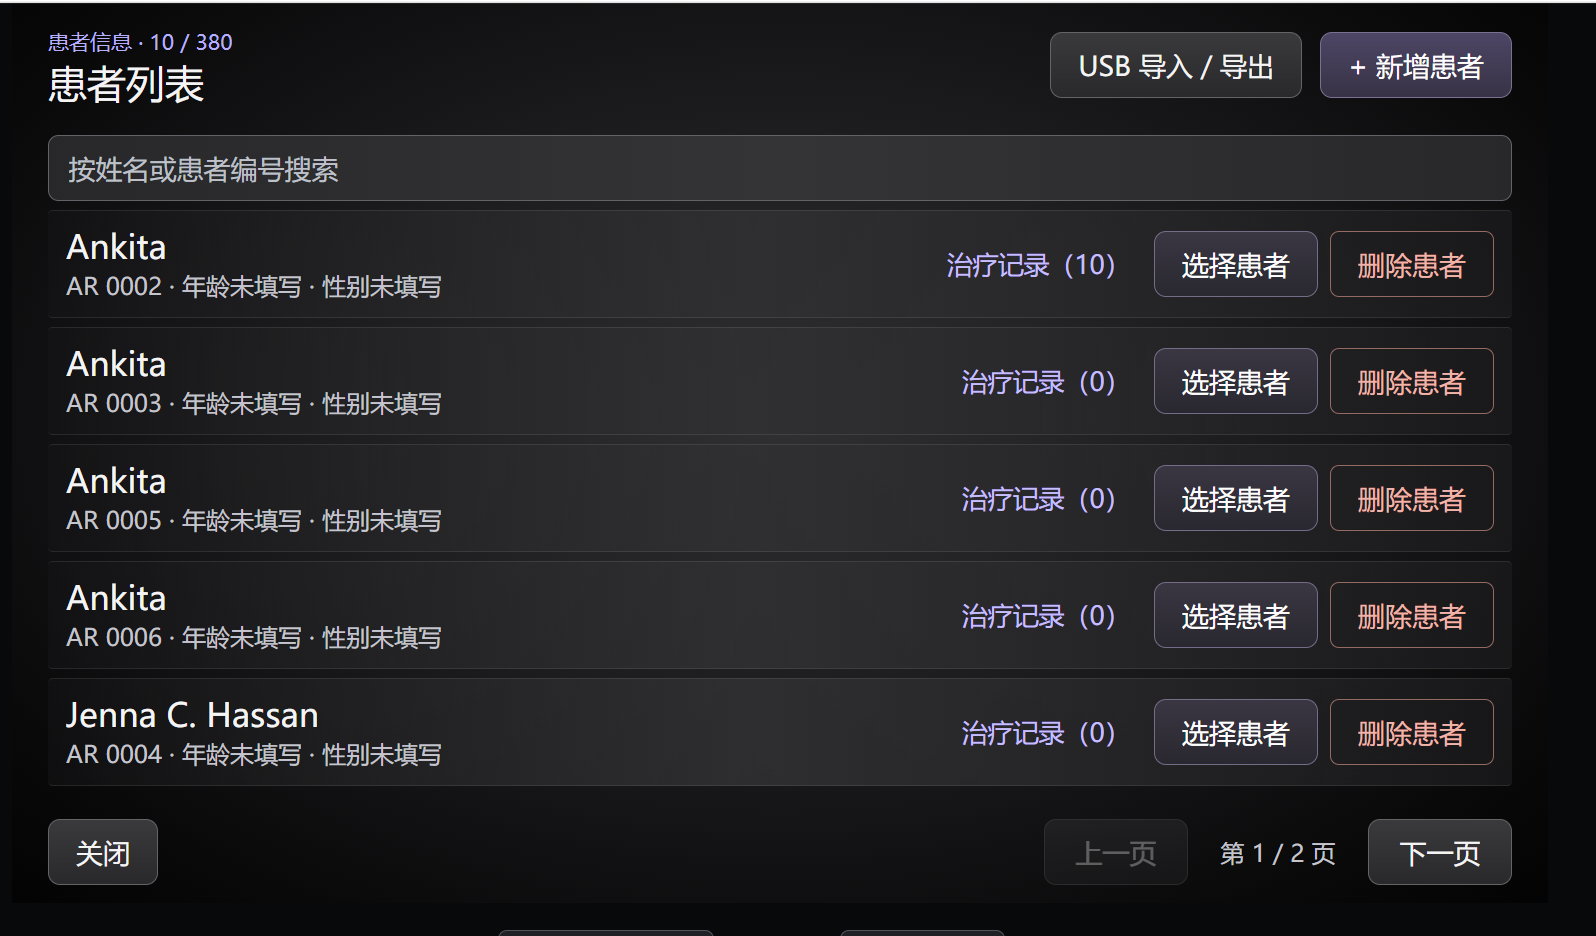 患者信息 · 10 / 380
患者列表
USB 导入 / 导出
+ 新增患者
按姓名或患者编号搜索
Ankita
AR 0002 · 年龄未填写 · 性别未填写
治疗记录（10）
选择患者
删除患者
Ankita
AR 0003 · 年龄未填写 · 性别未填写
治疗记录（0）
选择患者
删除患者
Ankita
AR 0005 · 年龄未填写 · 性别未填写
治疗记录（0）
选择患者
删除患者
Ankita
AR 0006 · 年龄未填写 · 性别未填写
治疗记录（0）
选择患者
删除患者
Jenna C. Hassan
AR 0004 · 年龄未填写 · 性别未填写
治疗记录（0）
选择患者
删除患者
关闭
上一页
第 1 / 2 页
下一页